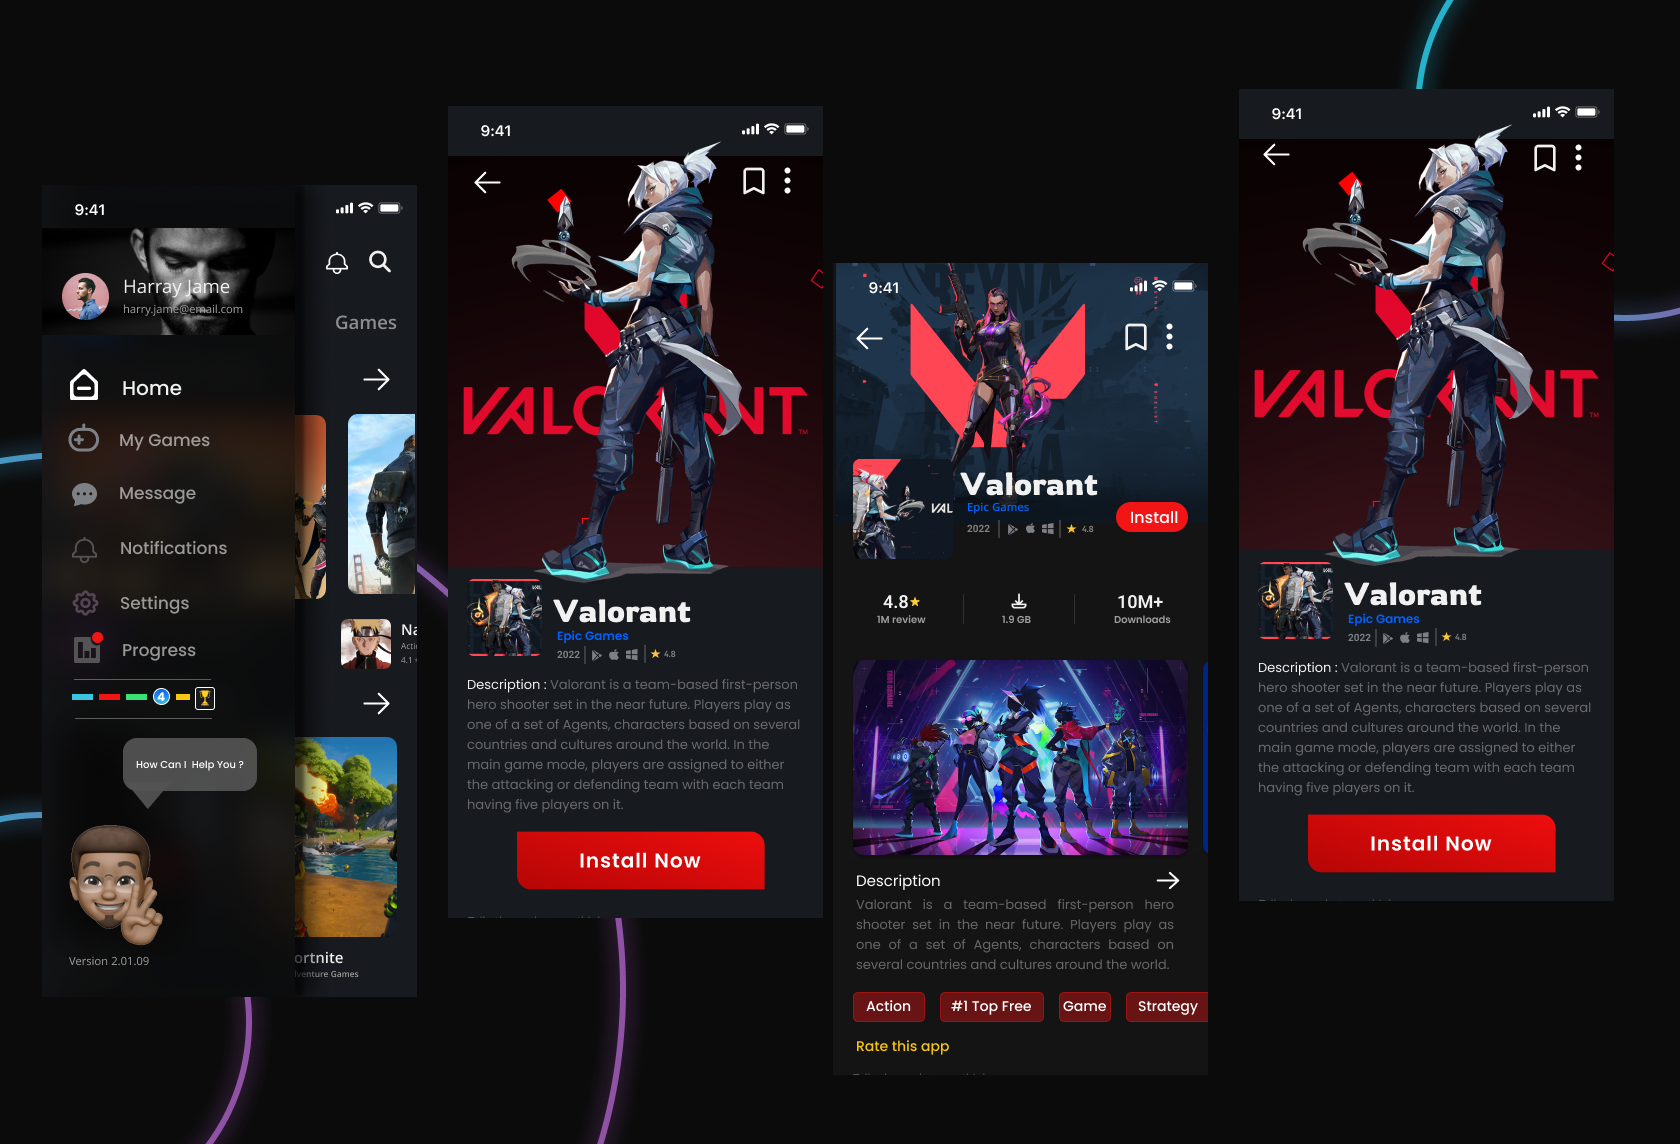 9:41
Harray Jame
harry.jame@email.com
Games
Home
My Games
Message
Notifications
Settings
Progress
4
How Can I Help You ?
Version 2.01.09
Na
Acti
4.1
ortnite
lventure Games
9:41
VALORANT
TM
Valorant
Epic Games
2022
4.8
Description : Valorant is a team-based first-person
hero shooter set in the near future. Players play as
one of a set of Agents, characters based on several
countries and cultures around the world. In the
main game mode, players are assigned to either
the attacking or defending team with each team
having five players on it.
Install Now
9:41
REYNA
VAL
Valorant
Epic Games
2022
4.8
Install
4.8
1M review
1.9 GB
10M+
Downloads
Description
Valorant is a team-based first-person hero
shooter set in the near future. Players play as
one of a set of Agents, characters based on
several countries and cultures around the world.
Action
#1 Top Free
Game
Strategy
Rate this app
9:41
VALORANT
TM
Valorant
Epic Games
2022
4.8
Description : Valorant is a team-based first-person
hero shooter set in the near future. Players play as
one of a set of Agents, characters based on several
countries and cultures around the world. In the
main game mode, players are assigned to either
the attacking or defending team with each team
having five players on it.
Install Now